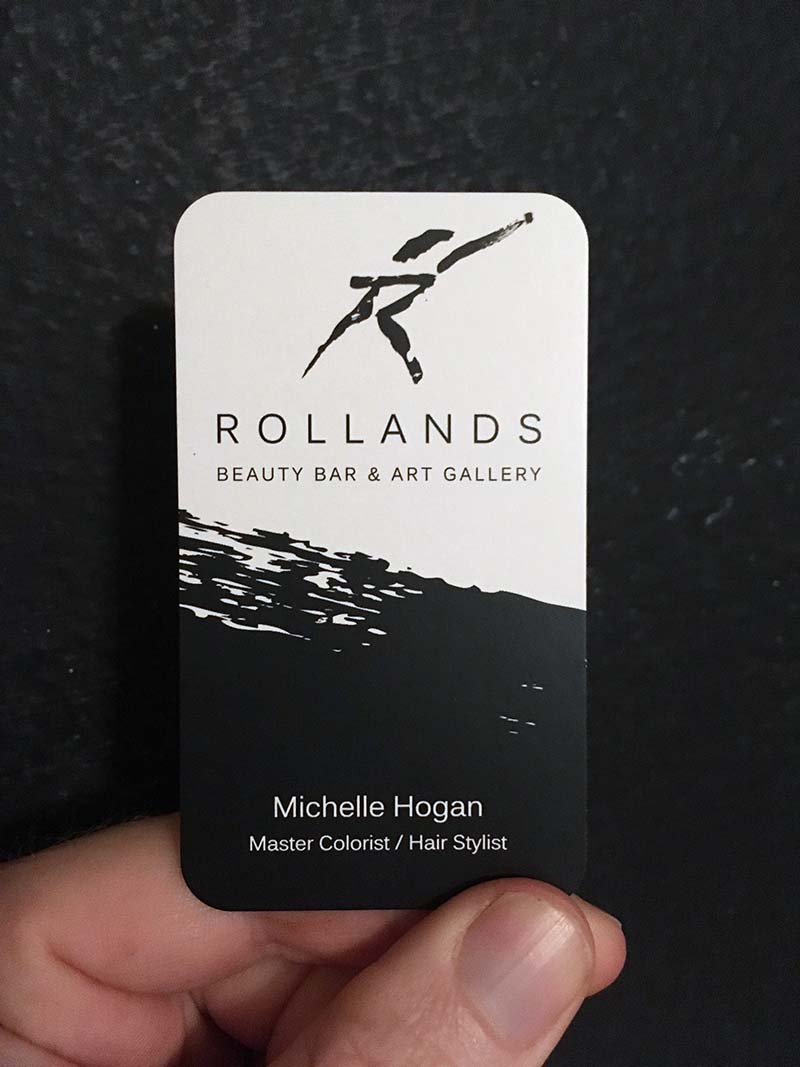 ROLLANDS
BEAUTY BAR & ART GALLERY
Michelle Hogan
Master Colorist / Hair Stylist